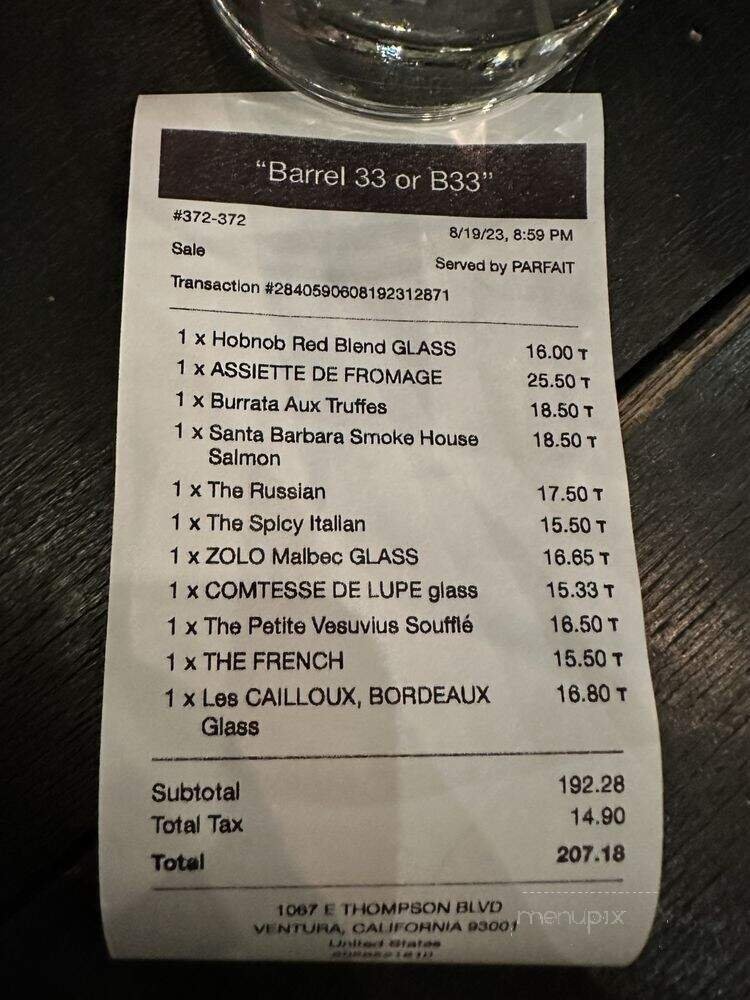 “Barrel 33 or B33”
#372-372
8/19/23, 8:59 PM
Sale
Served by PARFAIT
Transaction #2840590608192312871
1 x Hobnob Red Blend GLASS 16.00 T
1 x ASSIETTE DE FROMAGE 25.50 T
1 x Burrata Aux Truffes 18.50 T
1 x Santa Barbara Smoke House 18.50 T
Salmon
1 x The Russian 17.50 T
1 x The Spicy Italian 15.50 T
1 x ZOLO Malbec GLASS 16.65 T
1 x COMTESSE DE LUPE glass 15.33 T
1 x The Petite Vesuvius Soufflé 16.50 T
1 x THE FRENCH 15.50 T
1 x Les CAILLOUX, BORDEAUX 16.80 T
Glass
Subtotal 192.28
Total Tax 14.90
Total 207.18
1067 E THOMPSON BLVD
VENTURA, CALIFORNIA 93001
United States
menupix